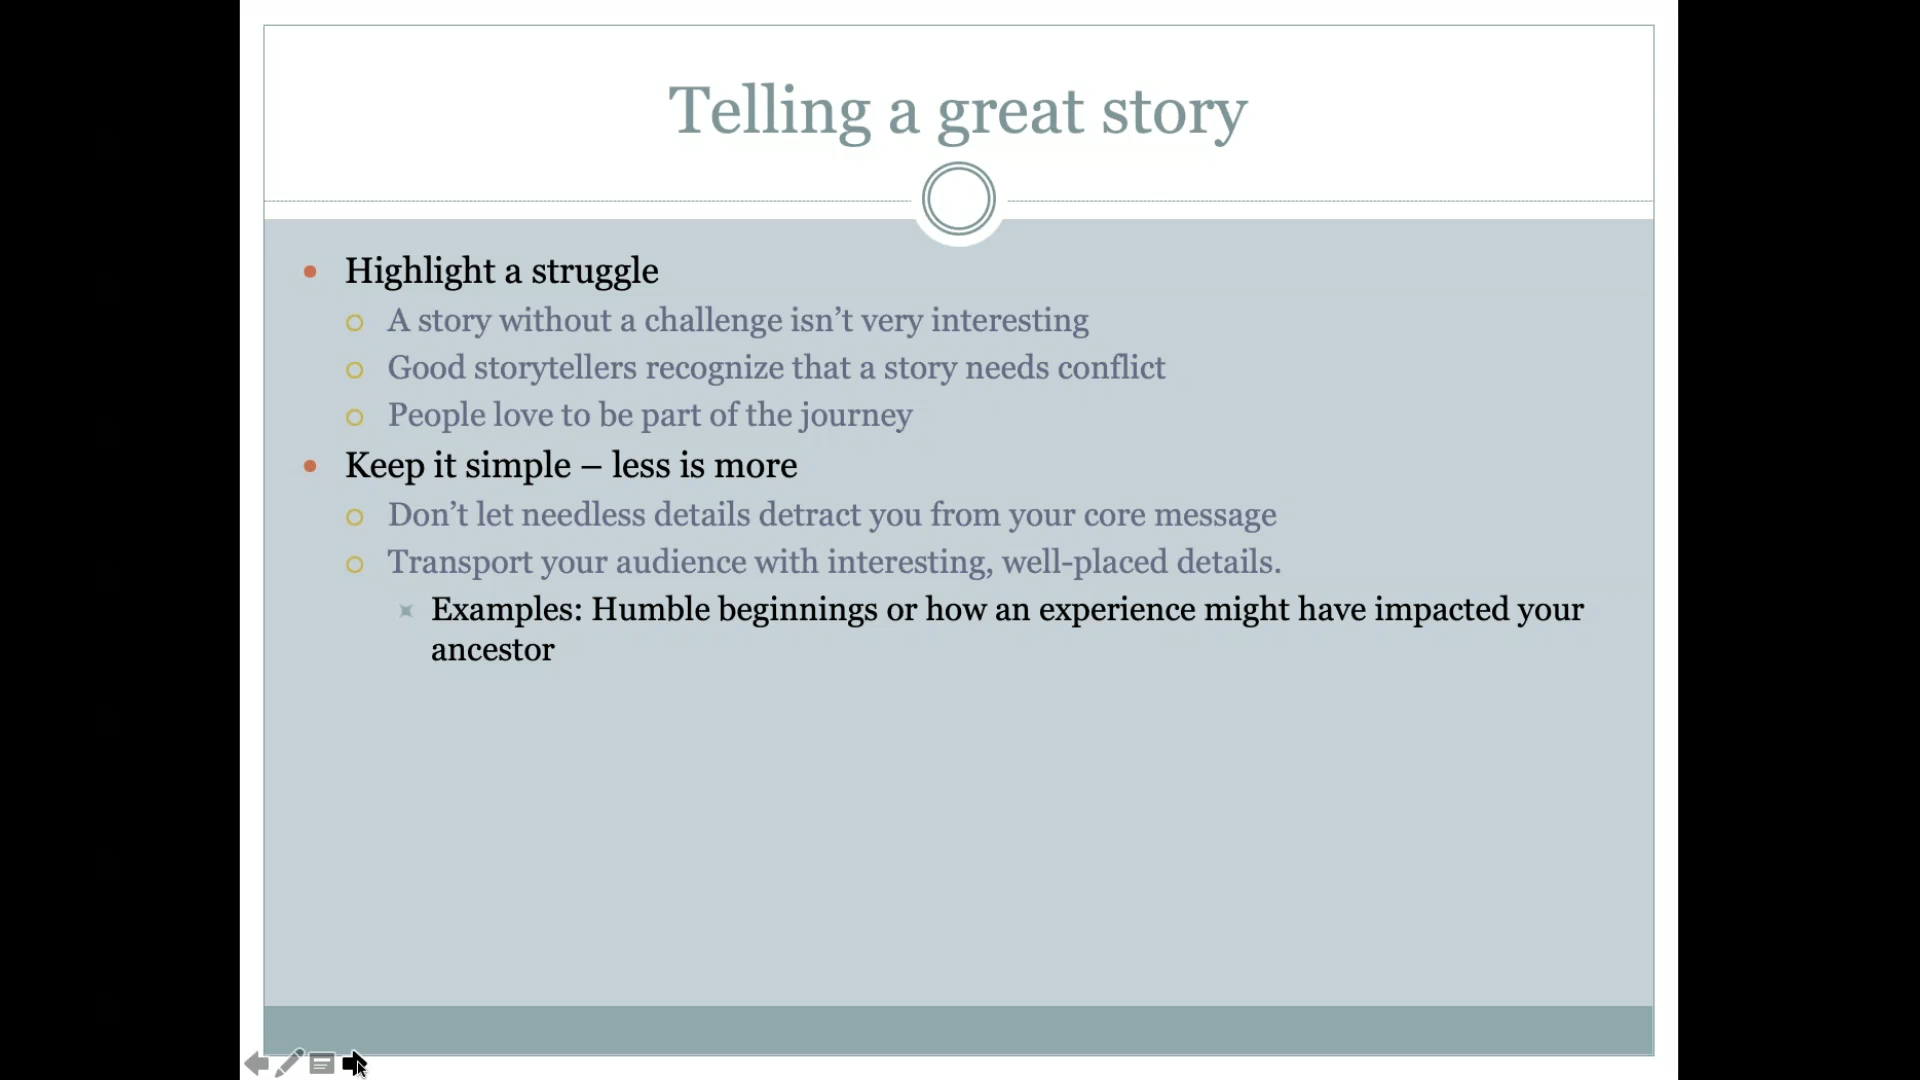 Telling a great story
Highlight a struggle
A story without a challenge isn’t very interesting
Good storytellers recognize that a story needs conflict
People love to be part of the journey
Keep it simple – less is more
Don’t let needless details detract you from your core message
Transport your audience with interesting, well-placed details.
Examples: Humble beginnings or how an experience might have impacted your
ancestor